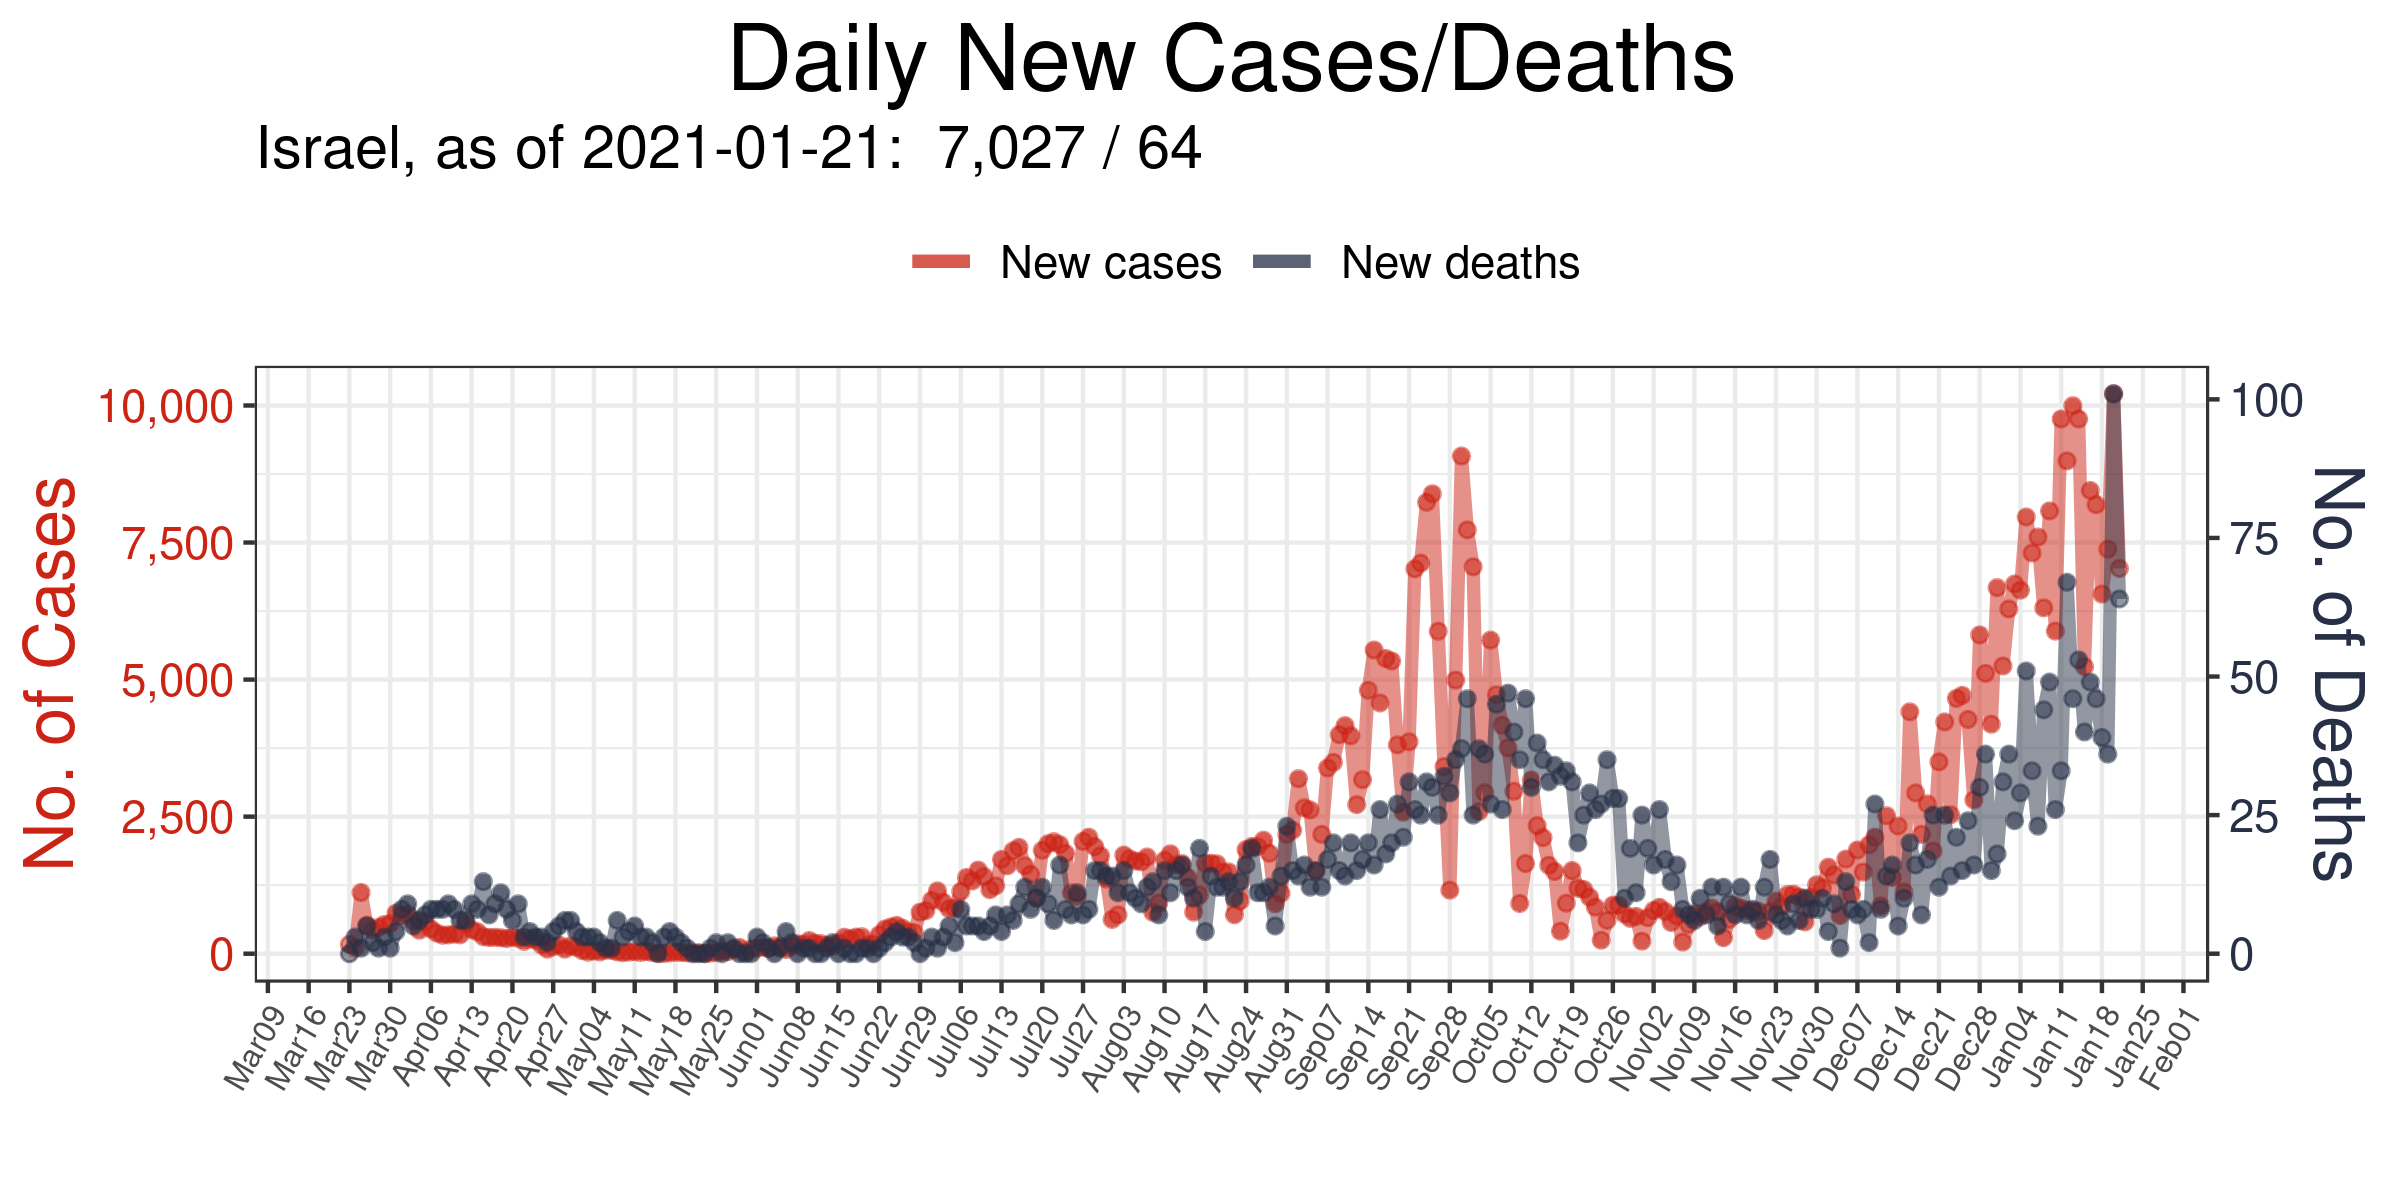 Daily New Cases/Deaths
Israel, as of 2021-01-21:  7,027 / 64
New cases
New deaths
No. of Cases
10,000
7,500
5,000
2,500
0
100
75
50
25
0
No. of Deaths
Mar09
Mar16
Mar23
Mar30
Apr06
Apr13
Apr20
Apr27
May04
May11
May18
May25
Jun01
Jun08
Jun15
Jun22
Jun29
Jul06
Jul13
Jul20
Jul27
Aug03
Aug10
Aug17
Aug24
Aug31
Sep07
Sep14
Sep21
Sep28
Oct05
Oct12
Oct19
Oct26
Nov02
Nov09
Nov16
Nov23
Nov30
Dec07
Dec14
Dec21
Dec28
Jan04
Jan11
Jan18
Jan25
Feb01